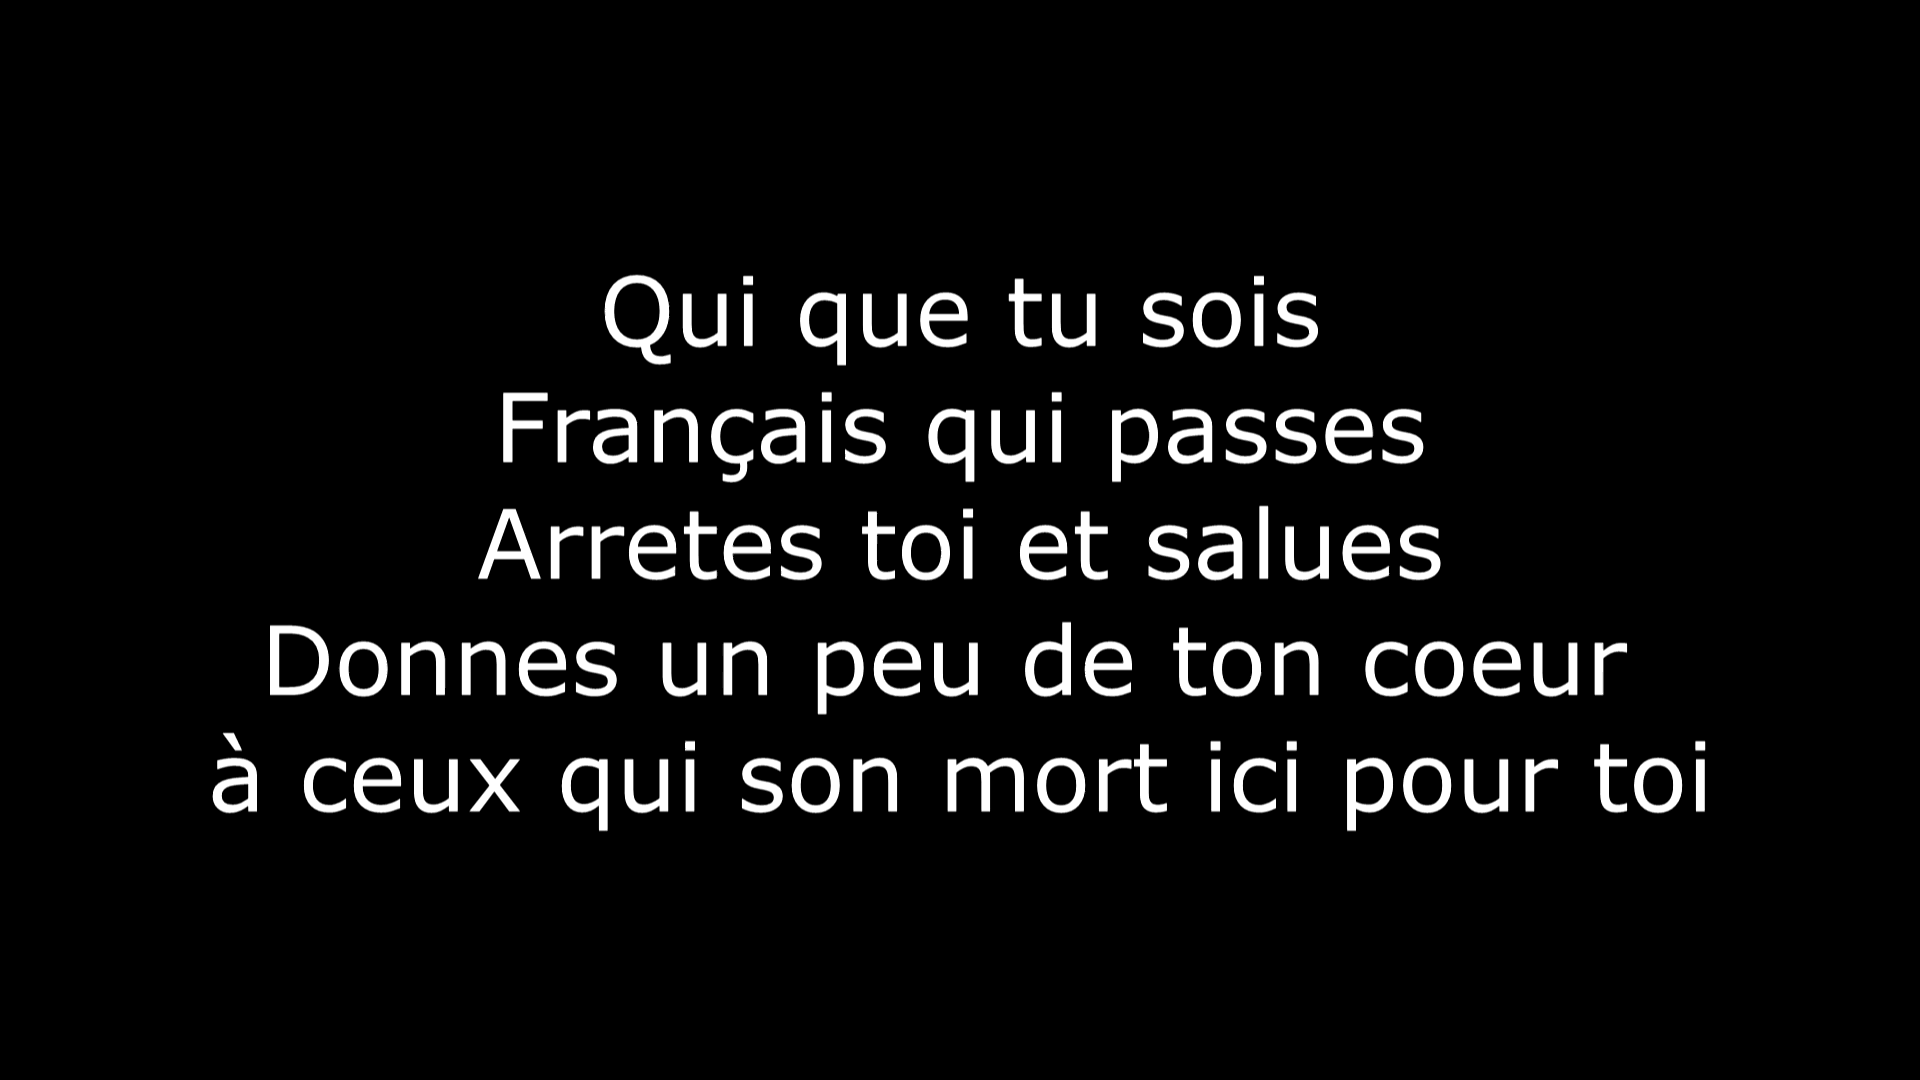 Qui que tu sois
Français qui passes
Arretes toi et salues
Donnes un peu de ton coeur
à ceux qui son mort ici pour toi